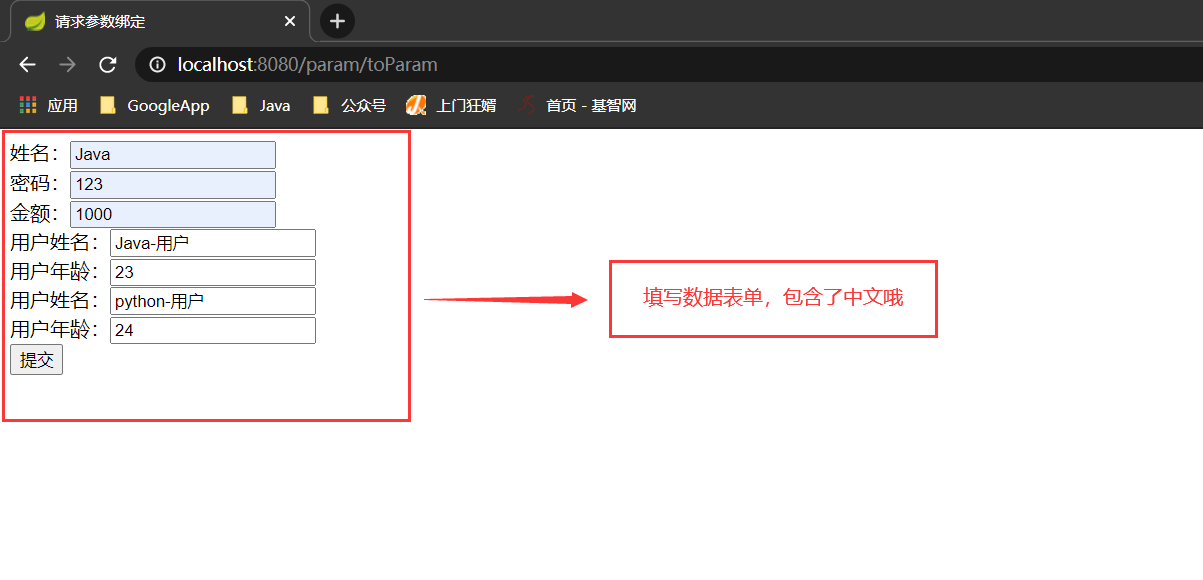 请求参数绑定
localhost:8080/param/toParam
应用 GoogleApp Java 公众号 上门狂婿 首页 - 基智网
姓名：Java
密码：123
金额：1000
用户姓名：Java-用户
用户年龄：23
用户姓名：python-用户
用户年龄：24
提交
填写数据表单，包含了中文哦